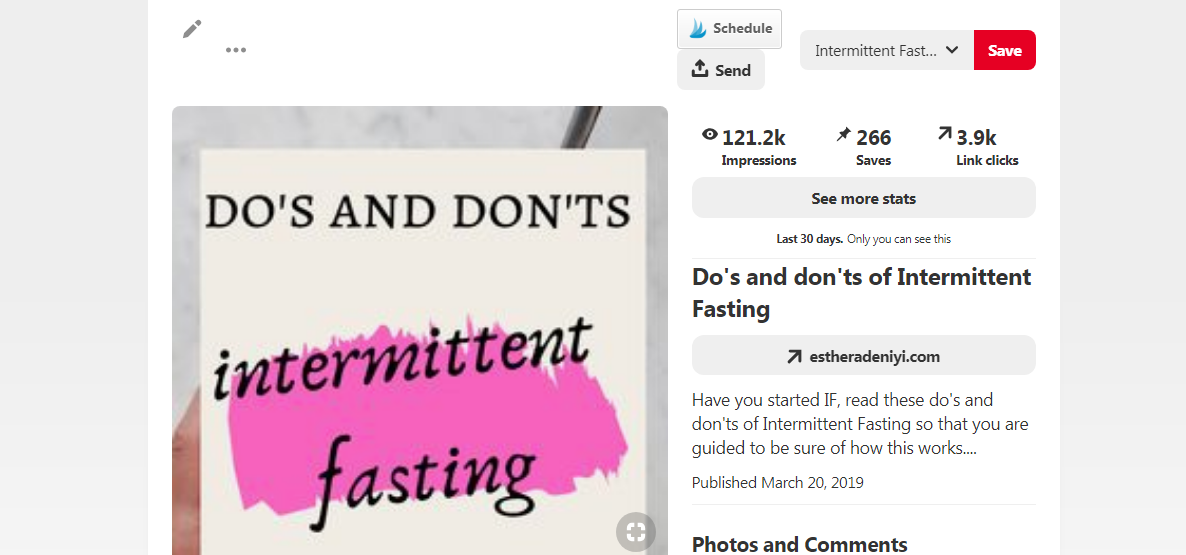 Schedule
Send
Intermittent Fast...
Save
DO'S AND DON'TS
intermittent
fasting
121.2k
Impressions
266
Saves
3.9k
Link clicks
See more stats
Last 30 days. Only you can see this
Do's and don'ts of Intermittent
Fasting
estheradeniyi.com
Have you started IF, read these do's and
don'ts of Intermittent Fasting so that you are
guided to be sure of how this works....
Published March 20, 2019
Photos and Comments